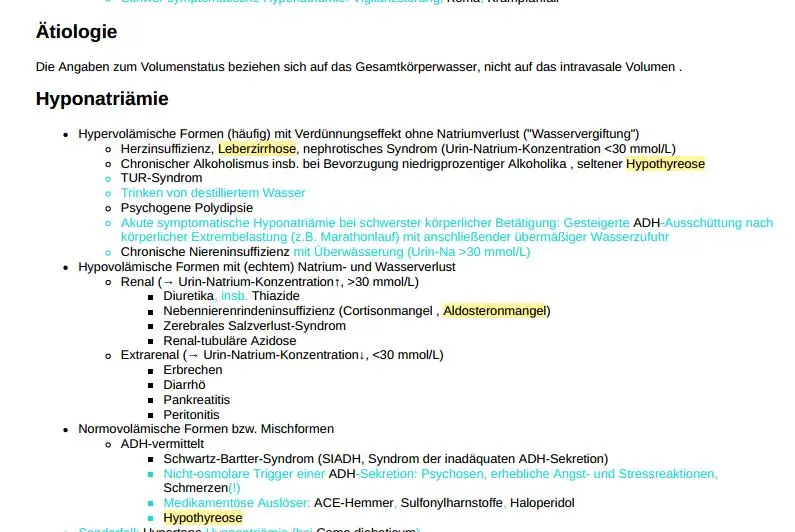 Schwer symptomatische Hyponatriämie: Vigilanzstörung, Koma, Krampfanfall
Ätiologie
Die Angaben zum Volumenstatus beziehen sich auf das Gesamtkörperwasser, nicht auf das intravasale Volumen .
Hyponatriämie
• Hypervolämische Formen (häufig) mit Verdünnungseffekt ohne Natriumverlust ("Wasservergiftung")
◦ Herzinsuffizienz, Leberzirrhose, nephrotisches Syndrom (Urin-Natrium-Konzentration <30 mmol/L)
◦ Chronischer Alkoholismus insb. bei Bevorzugung niedrigprozentiger Alkoholika , seltener Hypothyreose
◦ TUR-Syndrom
◦ Trinken von destilliertem Wasser
◦ Psychogene Polydipsie
◦ Akute symptomatische Hyponatriämie bei schwerster körperlicher Betätigung: Gesteigerte ADH-Ausschüttung nach
körperlicher Extrembelastung (z.B. Marathonlauf) mit anschließender übermäßiger Wasserzufuhr
◦ Chronische Niereninsuffizienz mit Überwässerung (Urin-Na >30 mmol/L)
• Hypovolämische Formen mit (echtem) Natrium- und Wasserverlust
◦ Renal (→ Urin-Natrium-Konzentration↑, >30 mmol/L)
▪ Diuretika, insb. Thiazide
▪ Nebennierenrindeninsuffizienz (Cortisonmangel , Aldosteronmangel)
▪ Zerebrales Salzverlust-Syndrom
▪ Renal-tubuläre Azidose
◦ Extrarenal (→ Urin-Natrium-Konzentration↓, <30 mmol/L)
▪ Erbrechen
▪ Diarrhö
▪ Pankreatitis
▪ Peritonitis
• Normovolämische Formen bzw. Mischformen
◦ ADH-vermittelt
▪ Schwartz-Bartter-Syndrom (SIADH, Syndrom der inadäquaten ADH-Sekretion)
▪ Nicht-osmolare Trigger einer ADH-Sekretion: Psychosen, erhebliche Angst- und Stressreaktionen,
Schmerzen(!)
▪ Medikamentöse Auslöser: ACE-Hemmer, Sulfonylharnstoffe, Haloperidol
▪ Hypothyreose
◦ Sonderfall: Hypertone Hyponatriämie (bei Coma diabeticum)